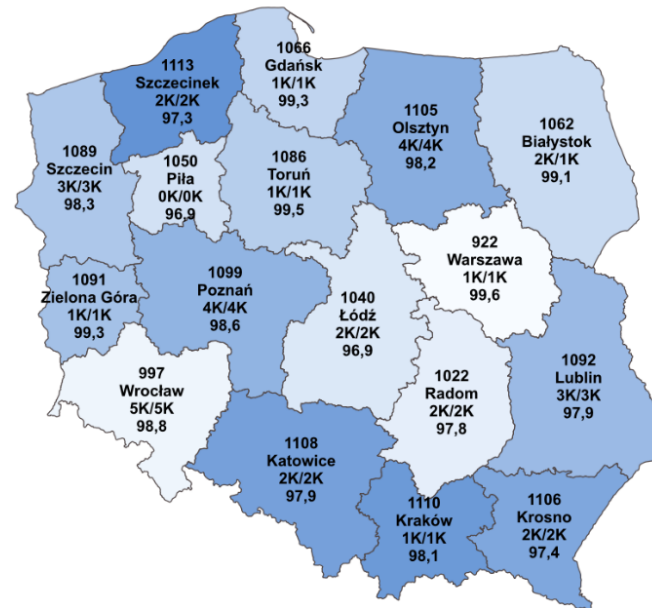 1113
Szczecinek
2K/2K
97,3
1066
Gdańsk
1K/1K
99,3
1105
Olsztyn
4K/4K
98,2
1062
Białystok
2K/1K
99,1
1089
Szczecin
3K/3K
98,3
1050
Piła
0K/0K
96,9
1086
Toruń
1K/1K
99,5
922
Warszawa
1K/1K
99,6
1091
Zielona Góra
1K/1K
99,3
1099
Poznań
4K/4K
98,6
1040
Łódź
2K/2K
96,9
997
Wrocław
5K/5K
98,8
1022
Radom
2K/2K
97,8
1092
Lublin
3K/3K
97,9
1108
Katowice
2K/2K
97,9
1110
Kraków
1K/1K
98,1
1106
Krosno
2K/2K
97,4